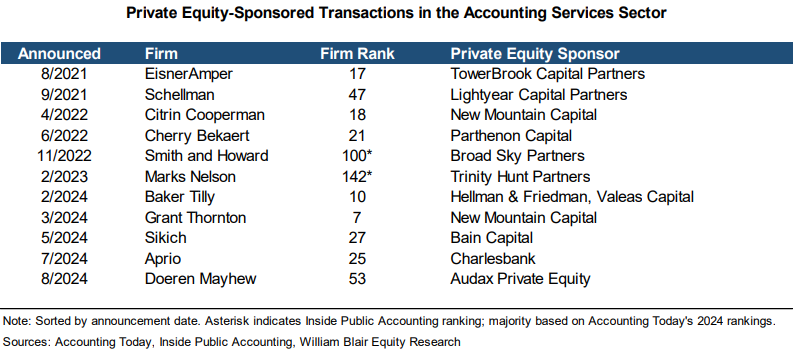 Private Equity-Sponsored Transactions in the Accounting Services Sector
Announced Firm Firm Rank Private Equity Sponsor
8/2021 EisnerAmper 17 TowerBrook Capital Partners
9/2021 Schellman 47 Lightyear Capital Partners
4/2022 Citrin Cooperman 18 New Mountain Capital
6/2022 Cherry Bekaert 21 Parthenon Capital
11/2022 Smith and Howard 100* Broad Sky Partners
2/2023 Marks Nelson 142* Trinity Hunt Partners
2/2024 Baker Tilly 10 Hellman & Friedman, Valeas Capital
3/2024 Grant Thornton 7 New Mountain Capital
5/2024 Sikich 27 Bain Capital
7/2024 Aprio 25 Charlesbank
8/2024 Doeren Mayhew 53 Audax Private Equity
Note: Sorted by announcement date. Asterisk indicates Inside Public Accounting ranking; majority based on Accounting Today's 2024 rankings.
Sources: Accounting Today, Inside Public Accounting, William Blair Equity Research